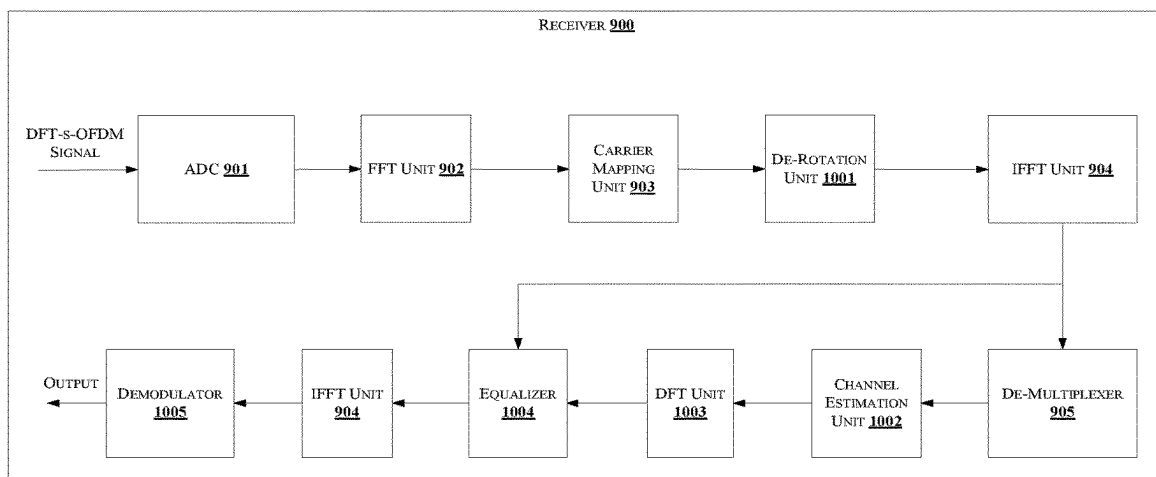 RECEIVER 900
DFT-S-OFDM
SIGNAL
ADC 901
FFT UNIT 902
CARRIER
MAPPING
UNIT 903
DE-ROTATION
UNIT 1001
IFFT UNIT 904
OUTPUT
DEMODULATOR
1005
IFFT UNIT
904
EQUALIZER
1004
DFT UNIT
1003
CHANNEL
ESTIMATION
UNIT 1002
DE-MULTIPLEXER
905